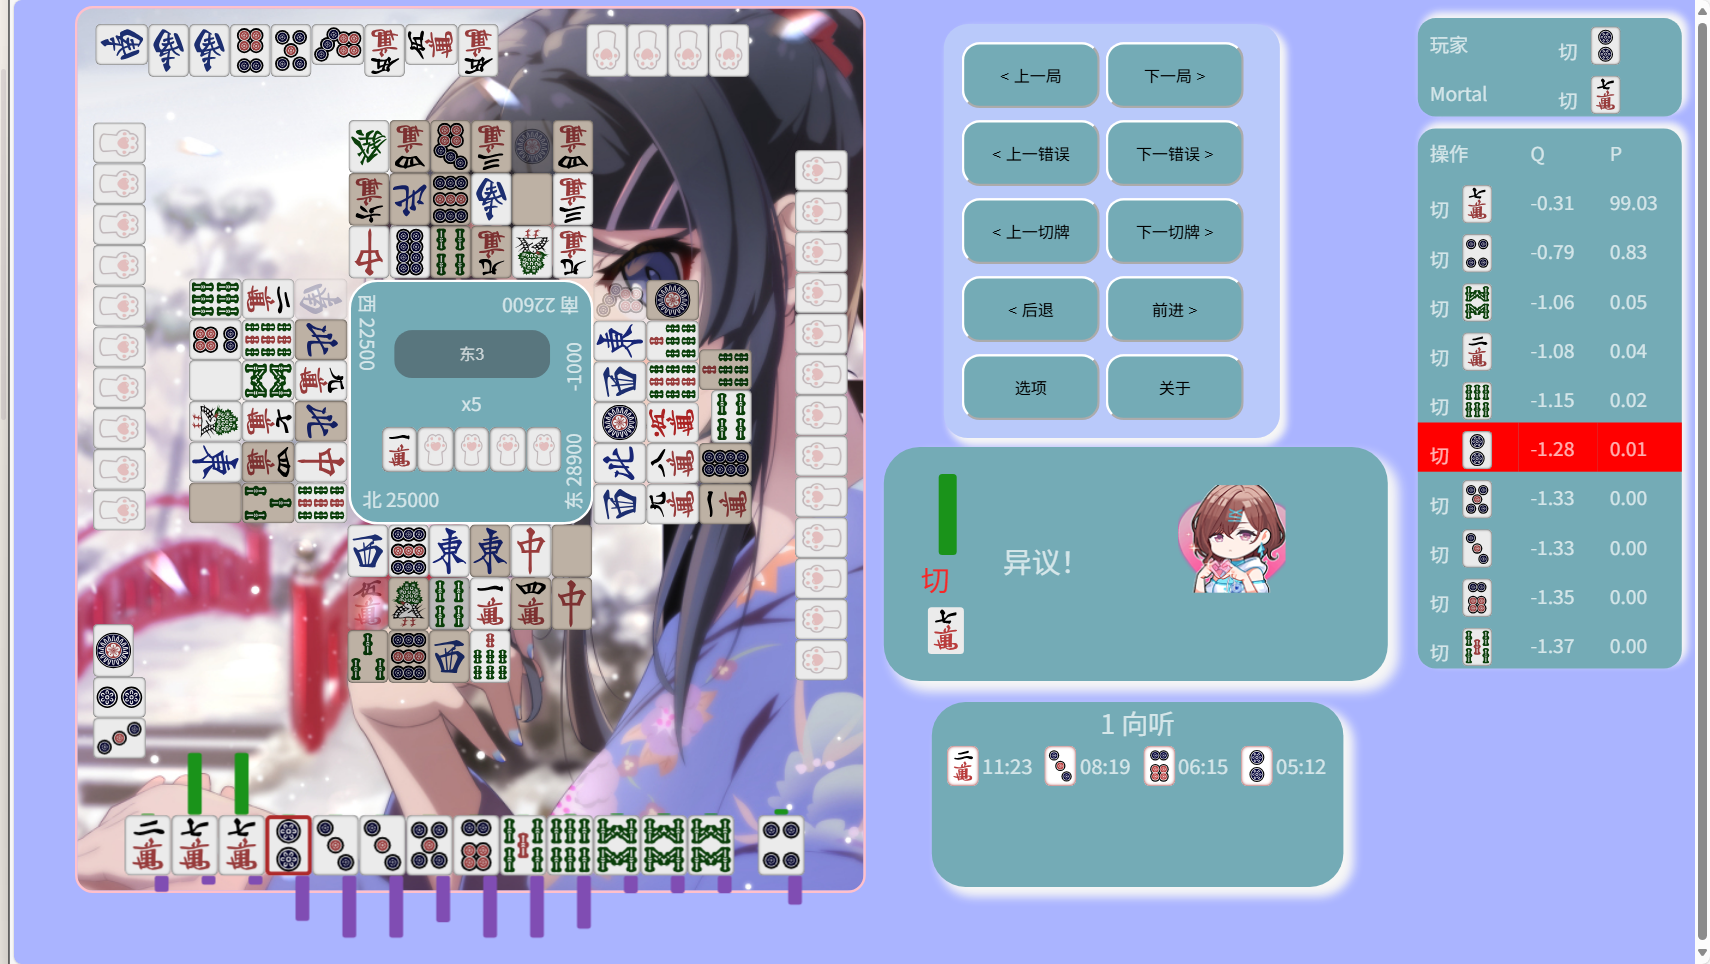 南 22600
西 22500
东3
-1000
x5
东 28900
北 25000
< 上一局
下一局 >
< 上一错误
下一错误 >
< 上一切牌
下一切牌 >
< 后退
前进 >
选项
关于
玩家 切
Mortal 切
操作 Q P
切 -0.31 99.03
切 -0.79 0.83
切 -1.06 0.05
切 -1.08 0.04
切 -1.15 0.02
切 -1.28 0.01
切 -1.33 0.00
切 -1.33 0.00
切 -1.35 0.00
切 -1.37 0.00
切
异议!
1 向听
11:23 08:19 06:15 05:12